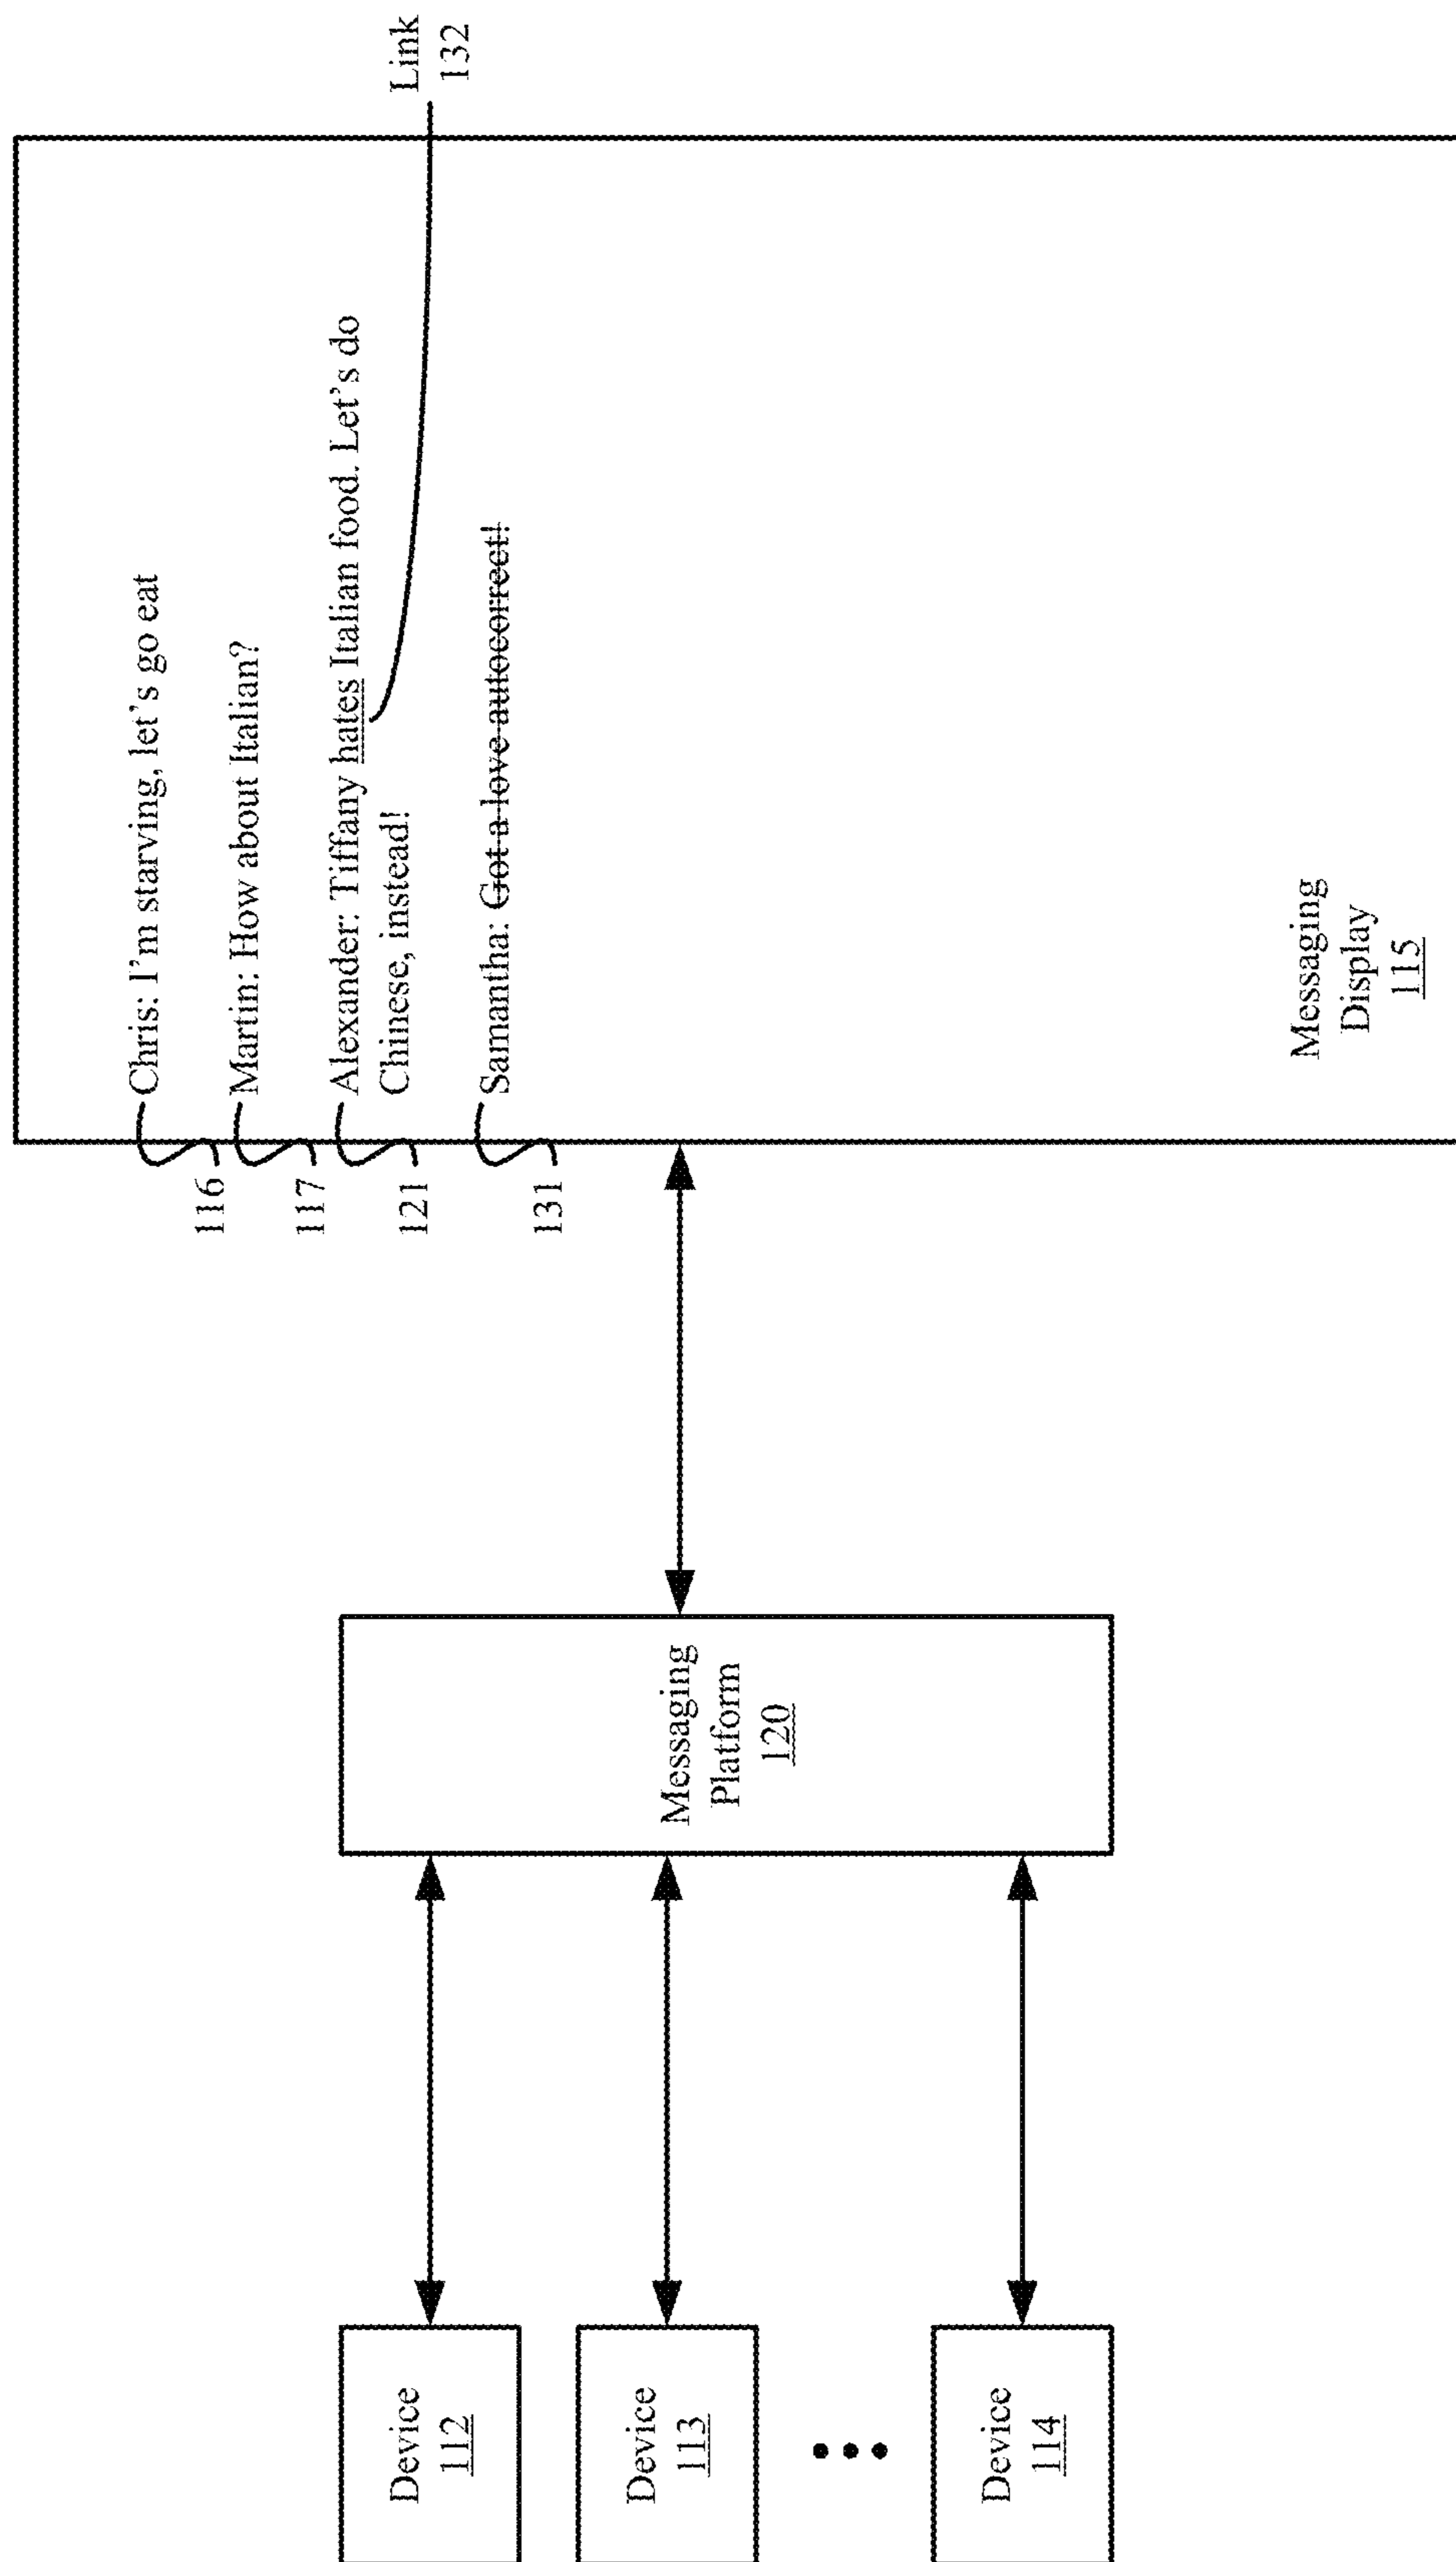 Device
112
Device
113
Device
114
Messaging
Platform
120
116
117
121
131
Chris: I'm starving, let's go eat
Martin: How about Italian?
Alexander: Tiffany hates Italian food. Let's do
Chinese, instead!
Samantha: Got a love autocorrect!
Link
132
Messaging
Display
115